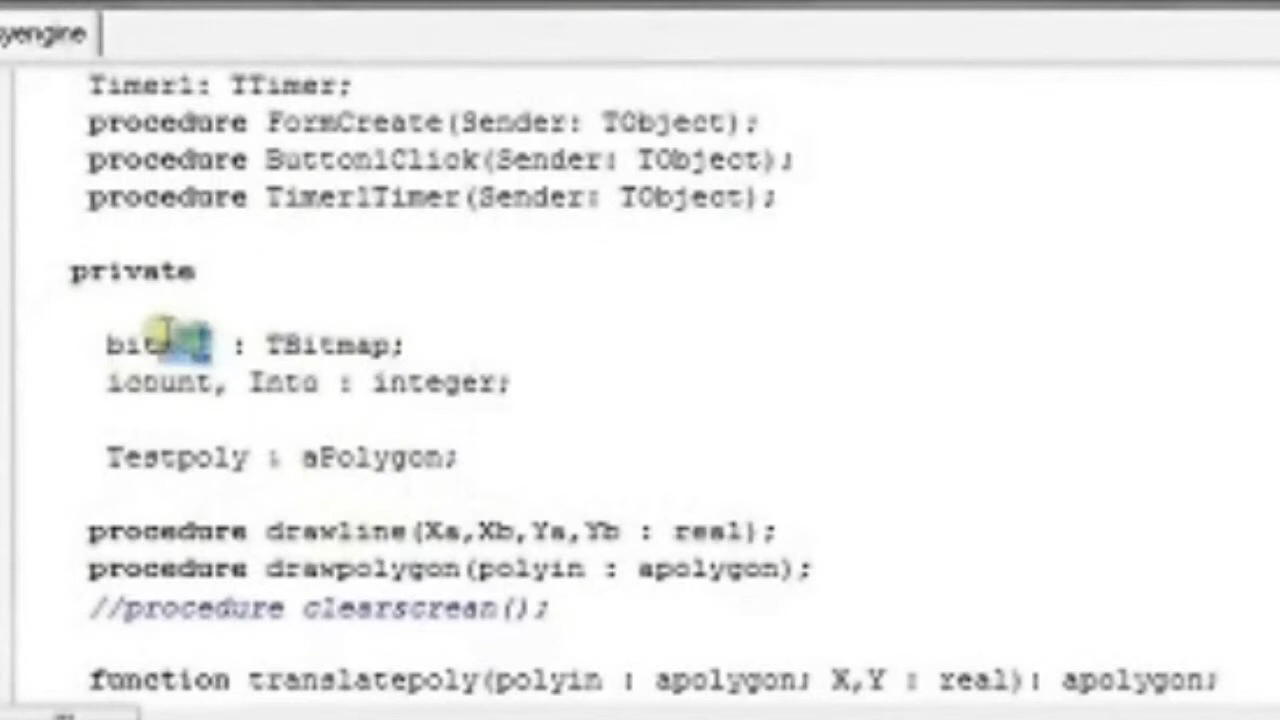 yengine
Timer1: TTimer;
procedure FormCreate(Sender: TObject);
procedure Button1Click(Sender: TObject);
procedure Timer1Timer(Sender: TObject);
private
bit : TBitmap;
icount, : integer;
Testpoly : aPolygon;
procedure drawline(Xa,Xb,Ya,Yb : real);
procedure drawpolygon(polyin : apolygon);
//procedure clearscrean();
function translatepoly(polyin : apolygon; X,Y : real): apolygon;